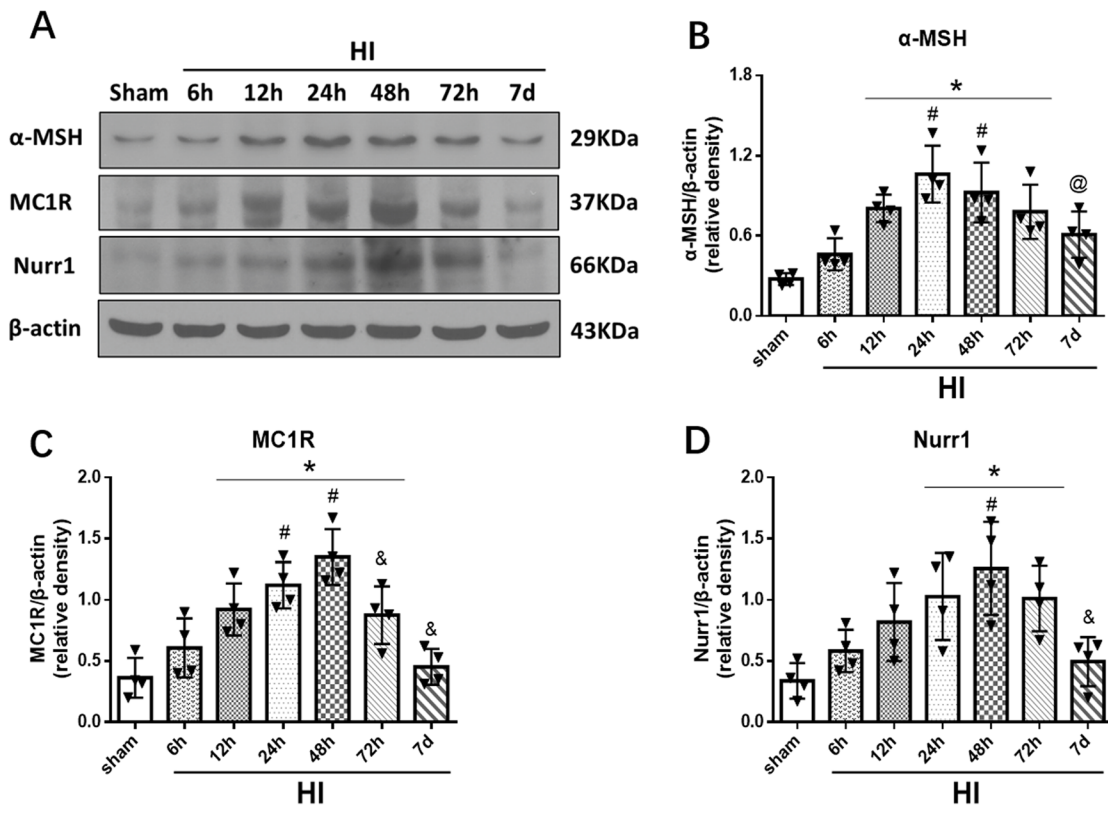 A
HI
Sham 6h 12h 24h 48h 72h 7d
α-MSH 29KDa
MC1R 37KDa
Nurr1 66KDa
β-actin 43KDa
B
α-MSH
α-MSH/β-actin
(relative density)
1.8
1.2
0.6
0.0
*
# # @
sham 6h 12h 24h 48h 72h 7d
HI
C
MC1R
MC1R/β-actin
(relative density)
2.0
1.5
1.0
0.5
0.0
*
# # & &
sham 6h 12h 24h 48h 72h 7d
HI
D
Nurr1
Nurr1/β-actin
(relative density)
2.0
1.5
1.0
0.5
0.0
*
# &
sham 6h 12h 24h 48h 72h 7d
HI